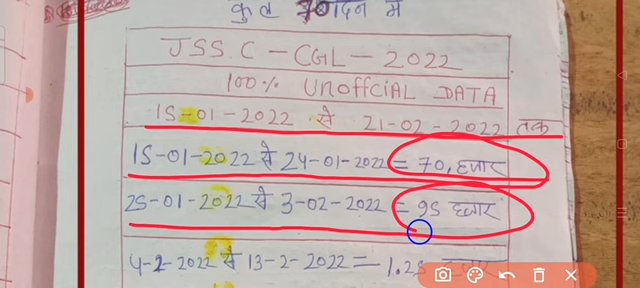 कुल 70 दिन में
JSSC - CGL - 2022
100% Unoffcial DATA
15-01-2022 से 21-02-2022 तक
15-01-2022 से 24-01-2022 = 70, हजार
25-01-2022 से 3-02-2022 = 95 हजार
4-2-2022 से 13-2-2022 = 1.25